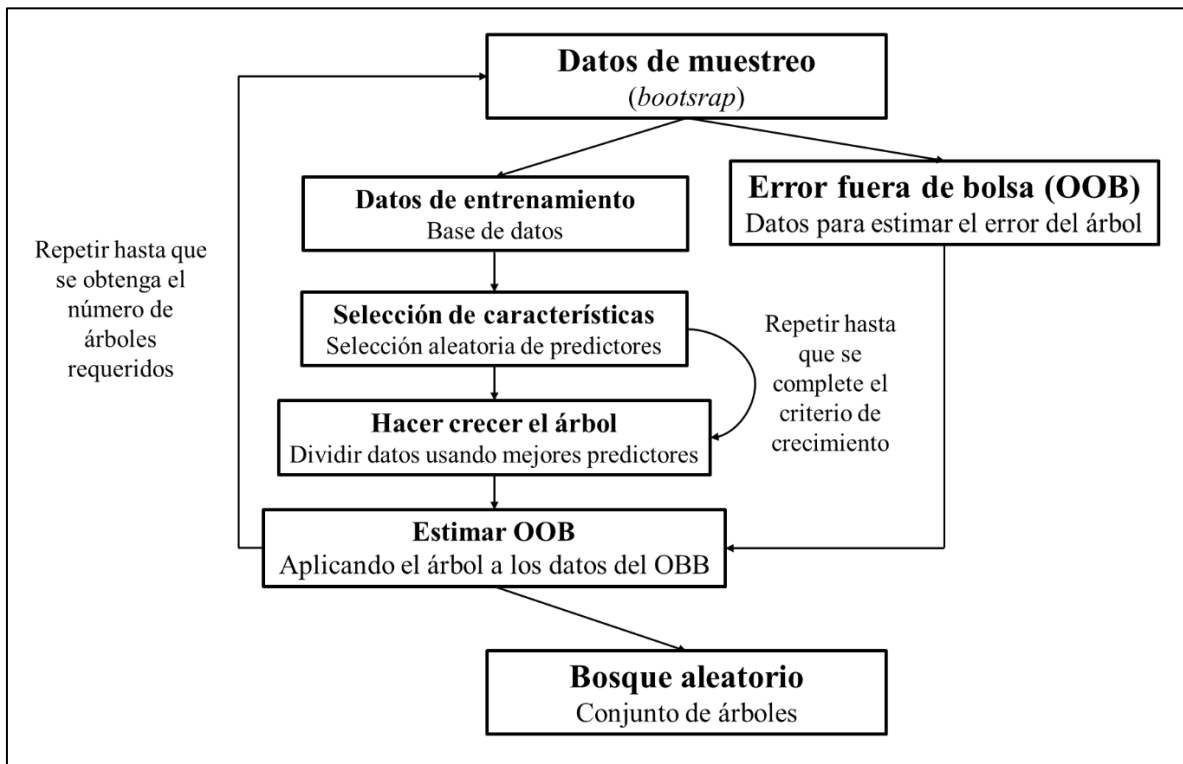 Datos de muestreo
(bootsrap)
Datos de entrenamiento
Base de datos
Error fuera de bolsa (OOB)
Datos para estimar el error del árbol
Repetir hasta que
se obtenga el
número de
árboles
requeridos
Selección de características
Selección aleatoria de predictores
Repetir hasta
que se
complete el
criterio de
crecimiento
Hacer crecer el árbol
Dividir datos usando mejores predictores
Estimar OOB
Aplicando el árbol a los datos del OBB
Bosque aleatorio
Conjunto de árboles